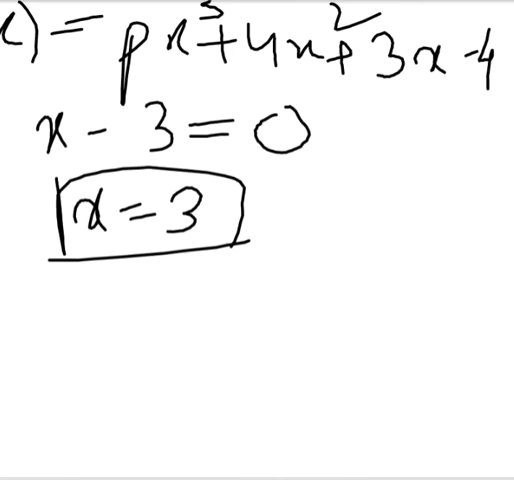 x) = px³ + 4x² + 3x - 4
x - 3 = 0
x = 3